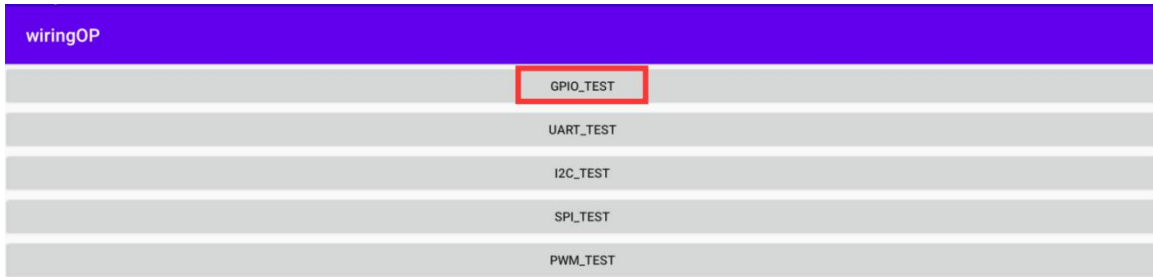 wiringOP
GPIO_TEST
UART_TEST
I2C_TEST
SPI_TEST
PWM_TEST